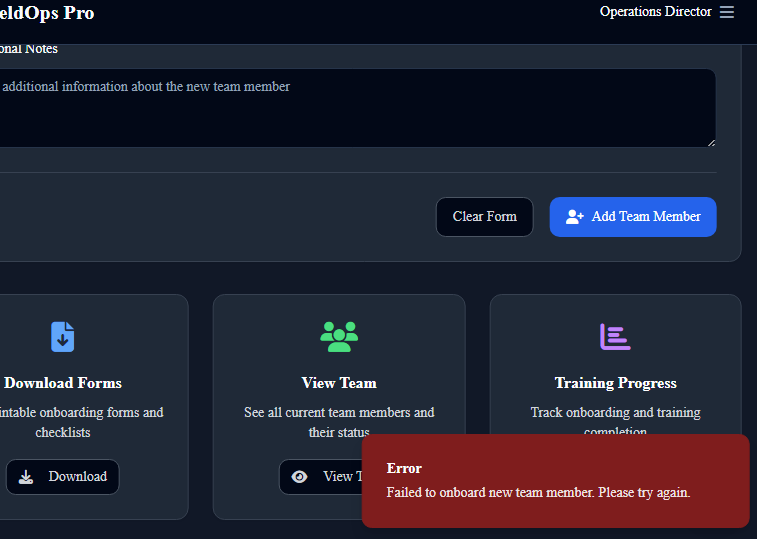 eldOps Pro
Operations Director
onal Notes
additional information about the new team member
Clear Form
Add Team Member
Download Forms
View Team
Training Progress
intable onboarding forms and
checklists
See all current team members and
their status
Track onboarding and training
completion
Download
View T
Error
Failed to onboard new team member. Please try again.